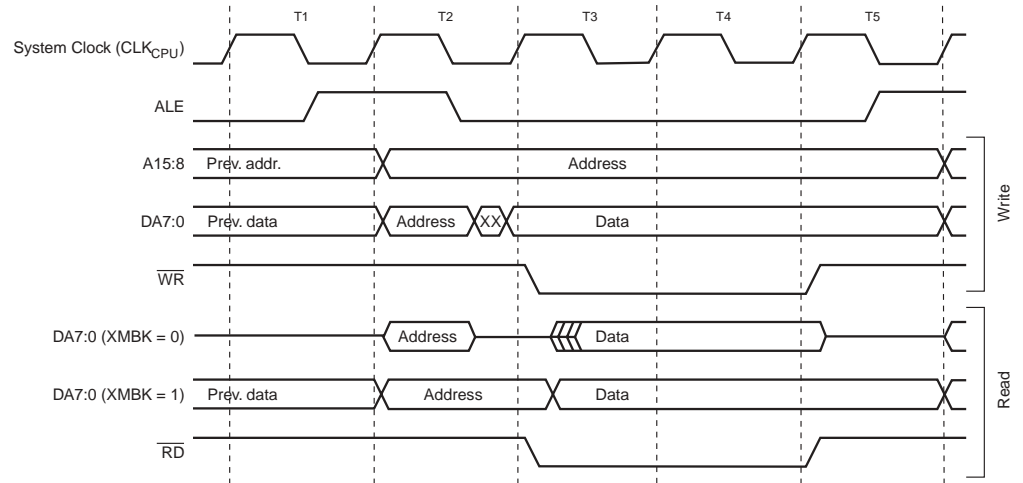 T1 T2 T3 T4 T5
System Clock (CLKCPU)
ALE
A15:8 Prev. addr. Address
DA7:0 Prev. data Address XX Data
WR
Write
DA7:0 (XMBK = 0) Address Data
DA7:0 (XMBK = 1) Prev. data Address Data
RD
Read